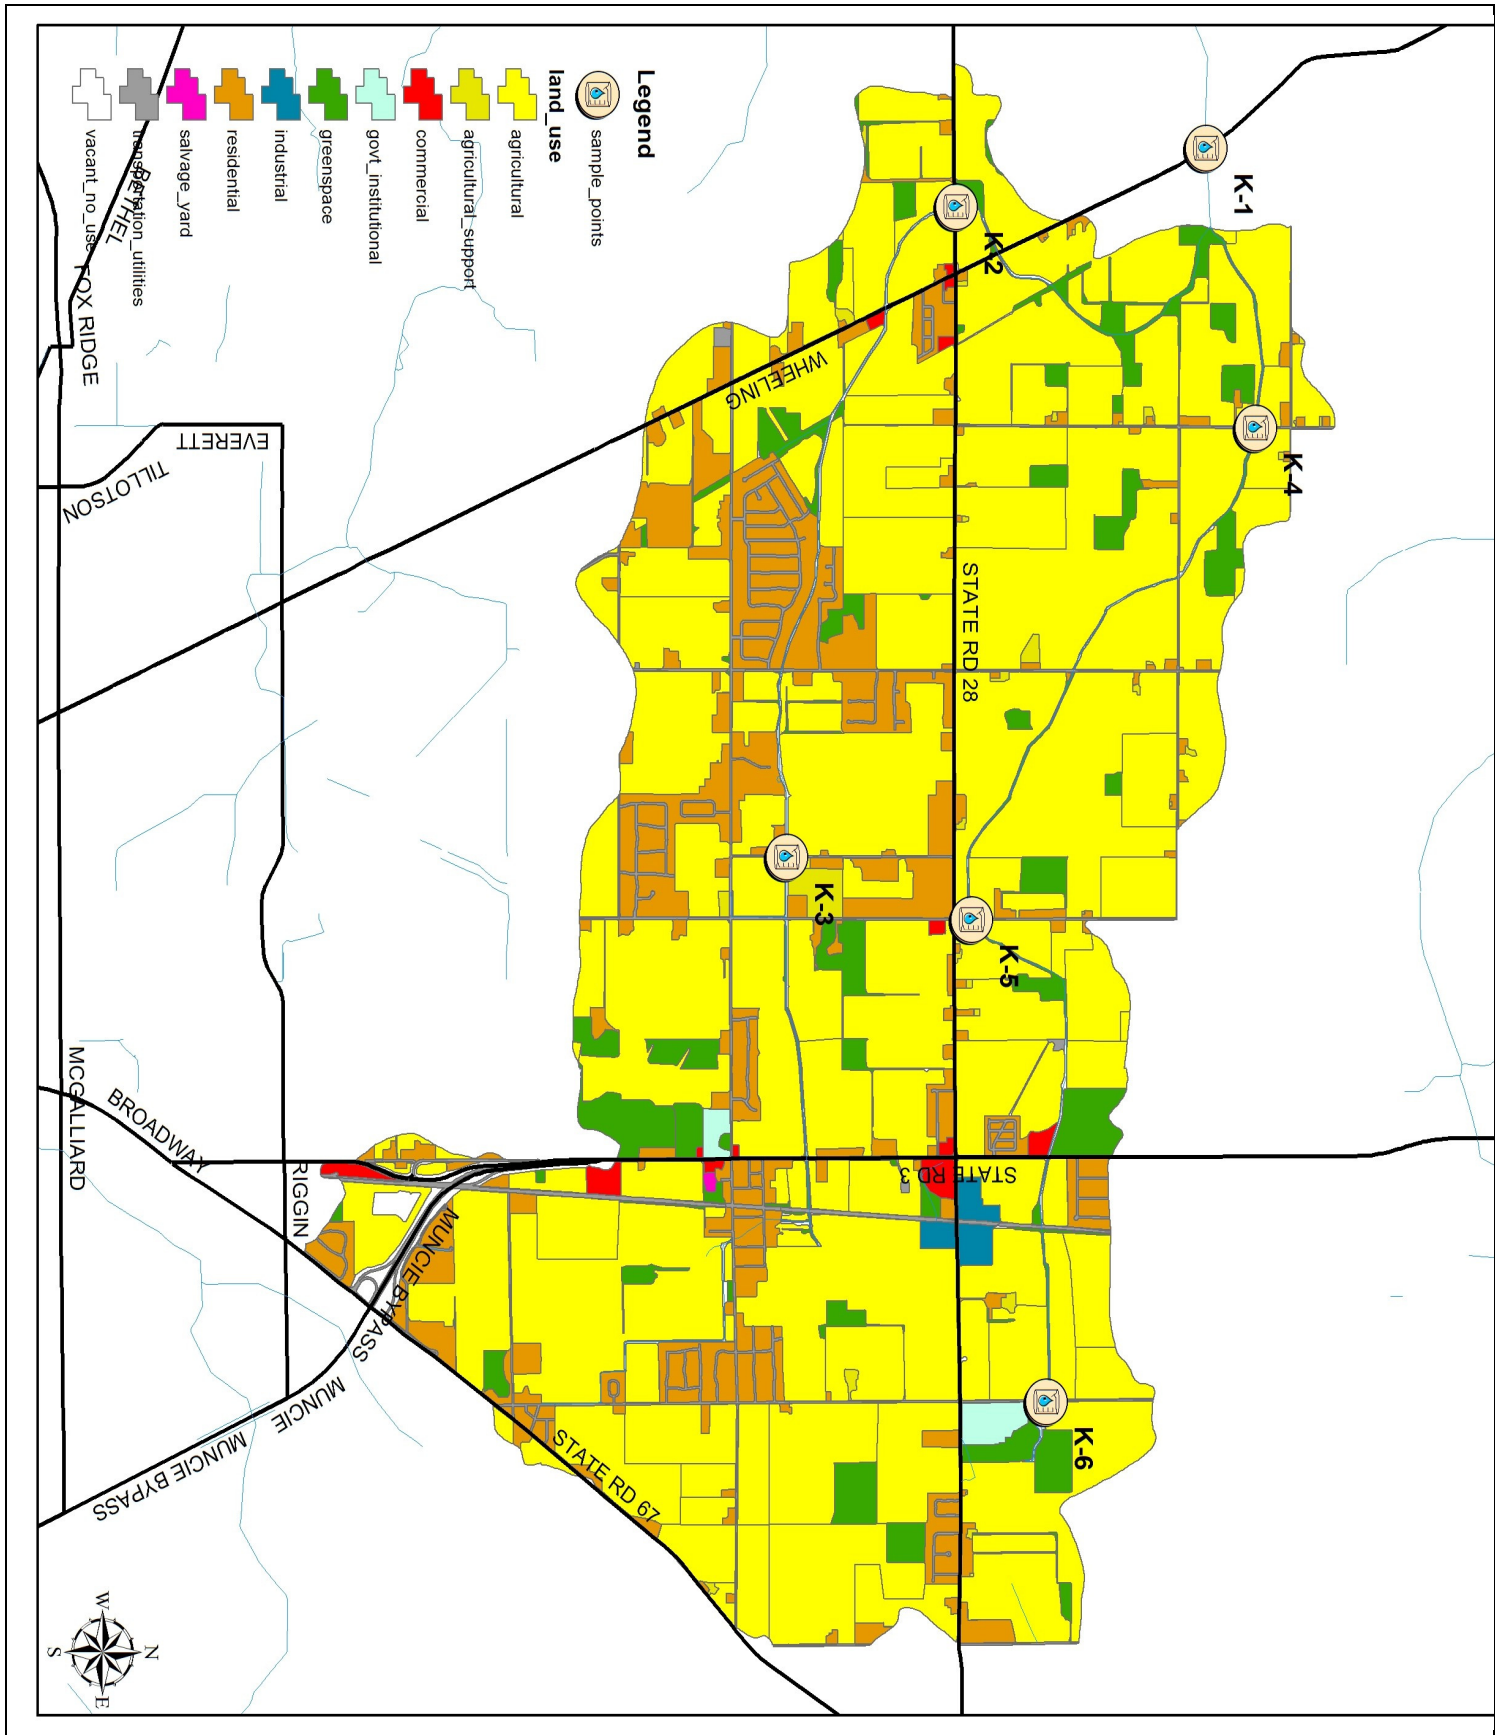 Legend
sample_points
land_use
agricultural
agricultural_support
commercial
govt_institutional
greenspace
industrial
residential
salvage_yard
transportation_utilities
vacant_no_use
K-1
K-2
K-4
K-3
K-5
K-6
BETHEL
FOX RIDGE
EVERETT
TILLOTSON
WHEELING
STATE RD 28
MCGALLIARD
BROADWAY
RIGGIN
STATE RD 3
MUNCIE BYPASS
MUNCIE
MUNCIE BYPASS
STATE RD 67
N
W
E
S